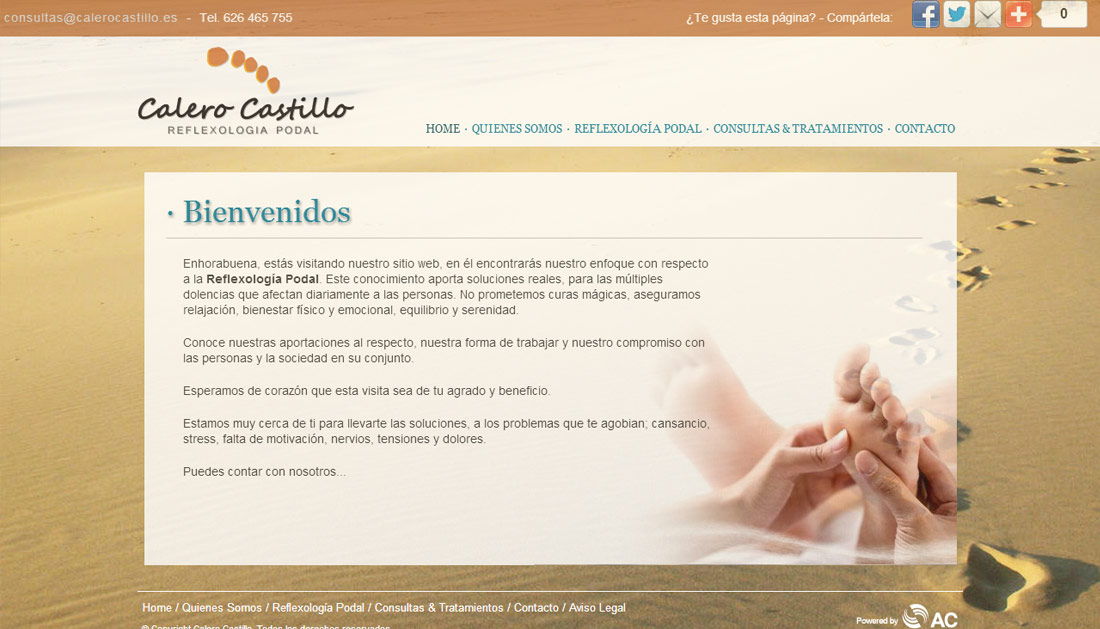 consultas@calerocastillo.es - Tel. 626 465 755
¿Te gusta esta página? - Compártela:
0
Calero Castillo
REFLEXOLOGIA PODAL
HOME · QUIENES SOMOS · REFLEXOLOGÍA PODAL · CONSULTAS & TRATAMIENTOS · CONTACTO
· Bienvenidos
Enhorabuena, estás visitando nuestro sitio web, en él encontrarás nuestro enfoque con respecto
a la Reflexología Podal. Este conocimiento aporta soluciones reales, para las múltiples
dolencias que afectan diariamente a las personas. No prometemos curas mágicas, aseguramos
relajación, bienestar físico y emocional, equilibrio y serenidad.
Conoce nuestras aportaciones al respecto, nuestra forma de trabajar y nuestro compromiso con
las personas y la sociedad en su conjunto.
Esperamos de corazón que esta visita sea de tu agrado y beneficio.
Estamos muy cerca de ti para llevarte las soluciones, a los problemas que te agobian; cansancio,
stress, falta de motivación, nervios, tensiones y dolores.
Puedes contar con nosotros...
Home / Quienes Somos / Reflexología Podal / Consultas & Tratamientos / Contacto / Aviso Legal
Powered by AC
© Copyright Calero Castillo. Todos los derechos reservados